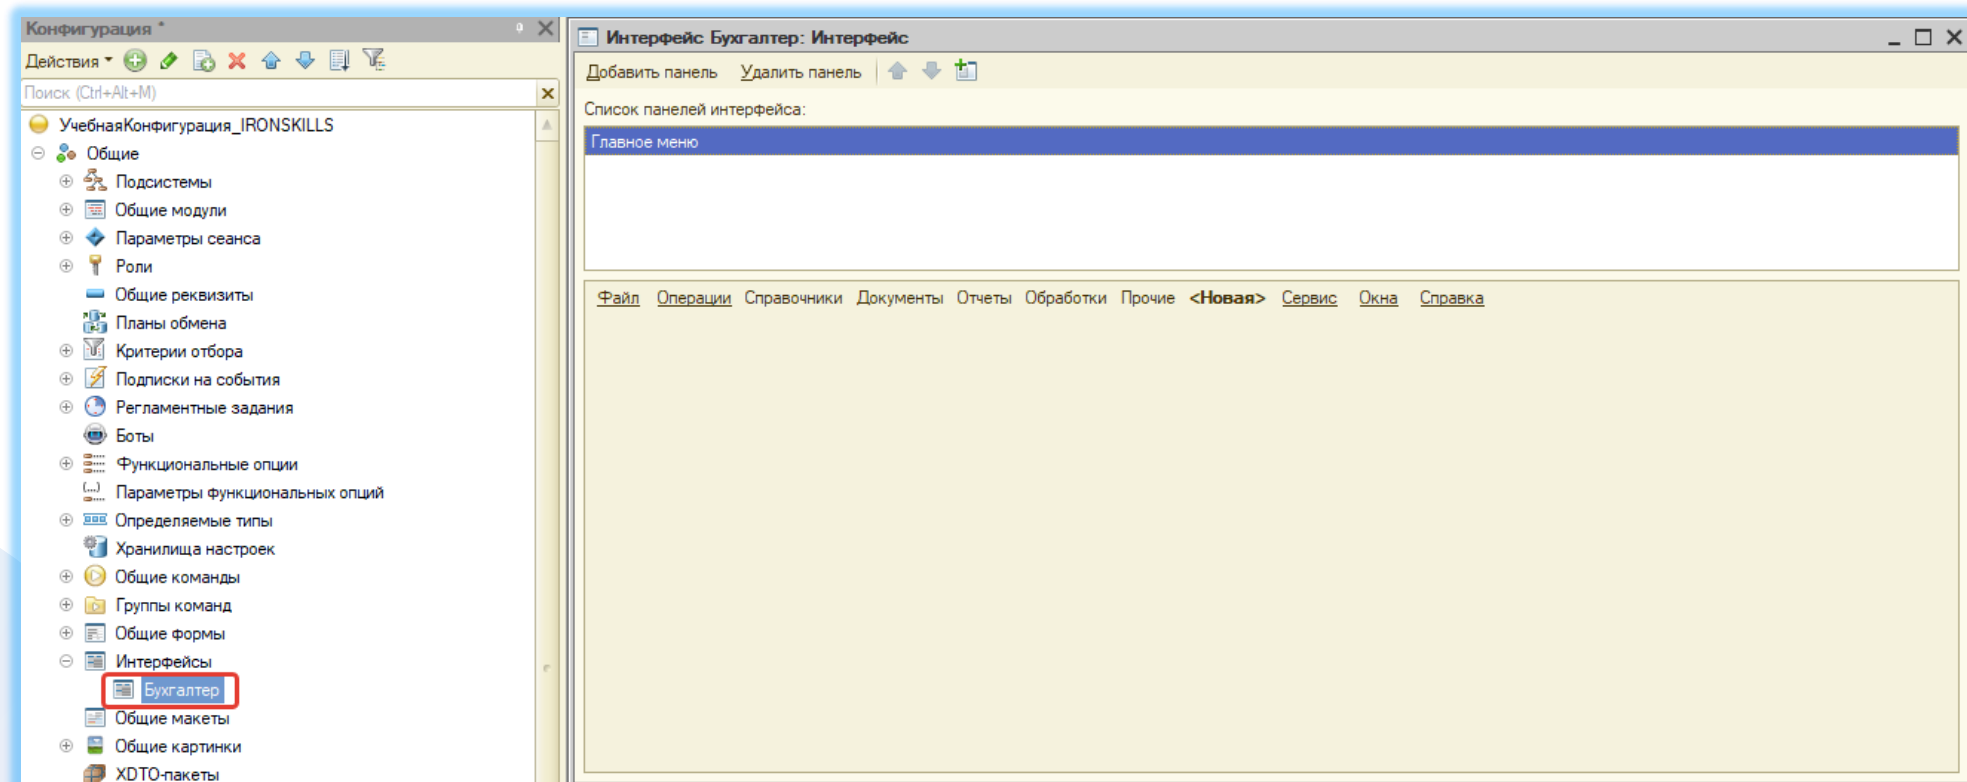 Конфигурация *
Действия
Поиск (Ctrl+Alt+M)
УчебнаяКонфигурация_IRONSKILLS
Общие
Подсистемы
Общие модули
Параметры сеанса
Роли
Общие реквизиты
Планы обмена
Критерии отбора
Подписки на события
Регламентные задания
Боты
Функциональные опции
Параметры функциональных опций
Определяемые типы
Хранилища настроек
Общие команды
Группы команд
Общие формы
Интерфейсы
Бухгалтер
Общие макеты
Общие картинки
XDTO-пакеты
Интерфейс Бухгалтер: Интерфейс
Добавить панель Удалить панель
Список панелей интерфейса:
Главное меню
Файл Операции Справочники Документы Отчеты Обработки Прочие <Новая> Сервис Окна Справка